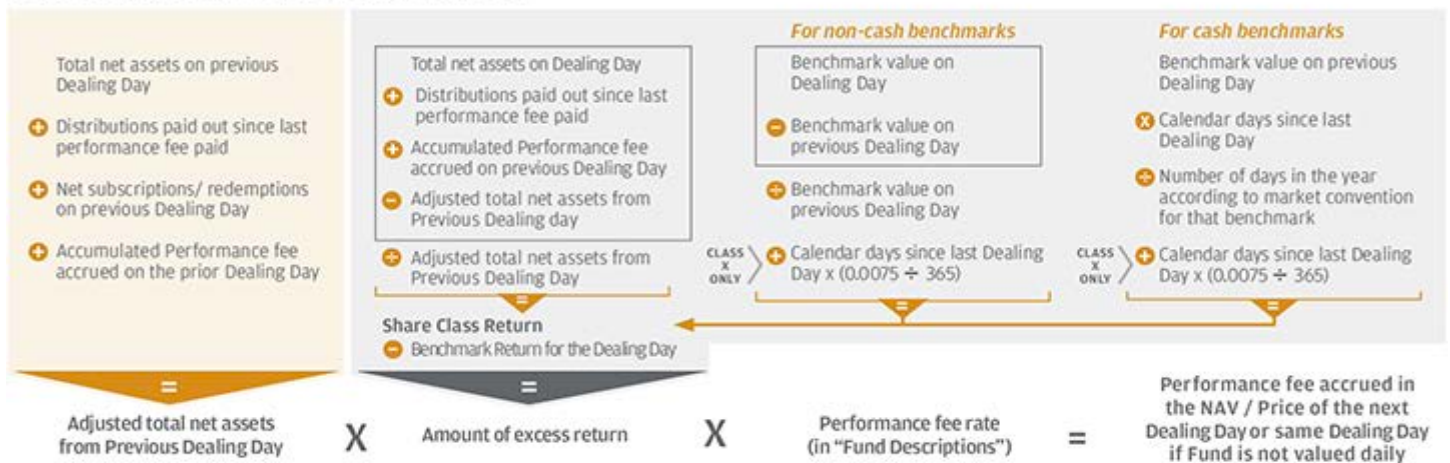 Total net assets on previous
Dealing Day
+ Distributions paid out since last
performance fee paid
+ Net subscriptions/ redemptions
on previous Dealing Day
+ Accumulated Performance fee
accrued on the prior Dealing Day
=
Adjusted total net assets
from Previous Dealing Day
X
Total net assets on Dealing Day
+ Distributions paid out since last
performance fee paid
+ Accumulated Performance fee
accrued on previous Dealing Day
− Adjusted total net assets from
Previous Dealing day
÷ Adjusted total net assets from
Previous Dealing Day
=
Share Class Return
− Benchmark Return for the Dealing Day
=
Amount of excess return
X
For non-cash benchmarks
Benchmark value on
Dealing Day
− Benchmark value on
previous Dealing Day
÷ Benchmark value on
previous Dealing Day
CLASS
X
ONLY
+ Calendar days since last Dealing
Day x (0.0075 ÷ 365)
=
For cash benchmarks
Benchmark value on previous
Dealing Day
x Calendar days since last
Dealing Day
÷ Number of days in the year
according to market convention
for that benchmark
CLASS
X
ONLY
+ Calendar days since last Dealing
Day x (0.0075 ÷ 365)
=
Performance fee rate
(in “Fund Descriptions”)
=
Performance fee accrued in
the NAV / Price of the next
Dealing Day or same Dealing Day
if Fund is not valued daily